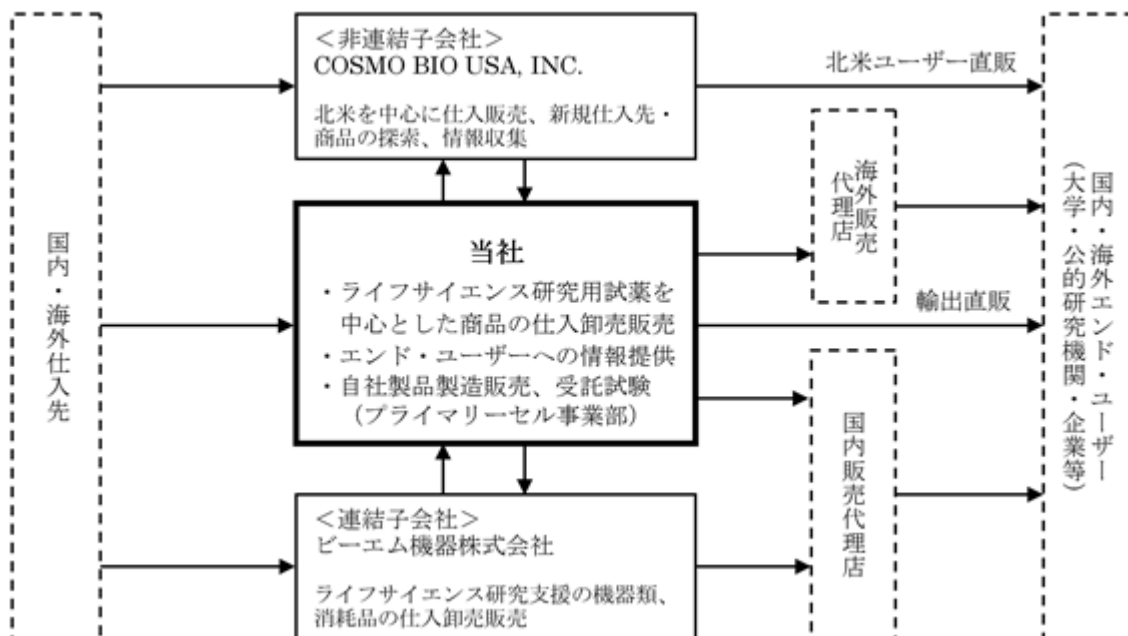 国内・海外仕入先
＜非連結子会社＞
COSMO BIO USA, INC.
北米を中心に仕入販売、新規仕入先・
商品の探索、情報収集
当社
・ライフサイエンス研究用試薬を
中心とした商品の仕入卸売販売
・エンド・ユーザーへの情報提供
・自社製品製造販売、受託試験
（プライマリーセル事業部）
＜連結子会社＞
ビーエム機器株式会社
ライフサイエンス研究支援の機器類、
消耗品の仕入卸売販売
北米ユーザー直販
海外販売
代理店
輸出直販
国内販売代理店
国内・海外エンド・ユーザー
（大学・公的研究機関・企業等）